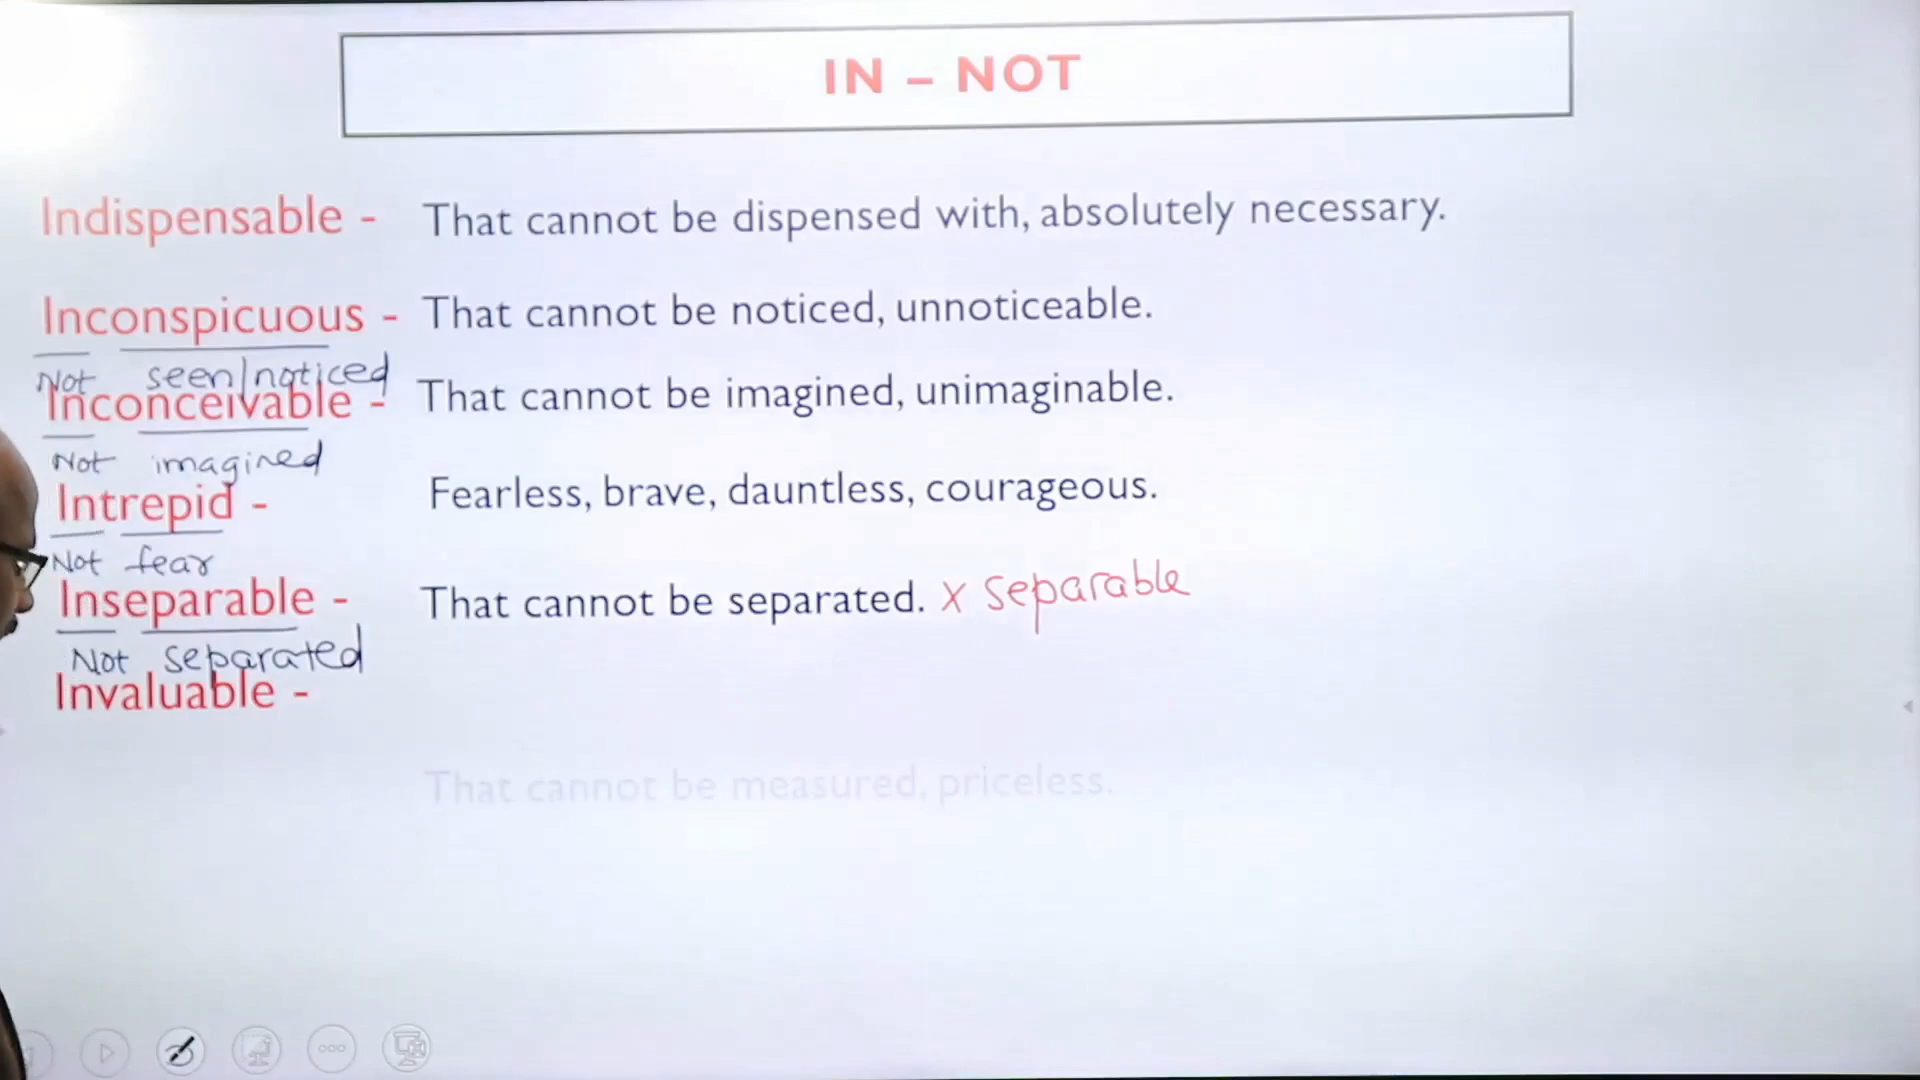 IN – NOT
Indispensable - That cannot be dispensed with, absolutely necessary.
Inconspicuous - That cannot be noticed, unnoticeable.
Not seen/noticed
Inconceivable - That cannot be imagined, unimaginable.
Not imagined
Intrepid - Fearless, brave, dauntless, courageous.
Not fear
Inseparable - That cannot be separated. x separable
Not separated
Invaluable -
That cannot be measured, priceless.